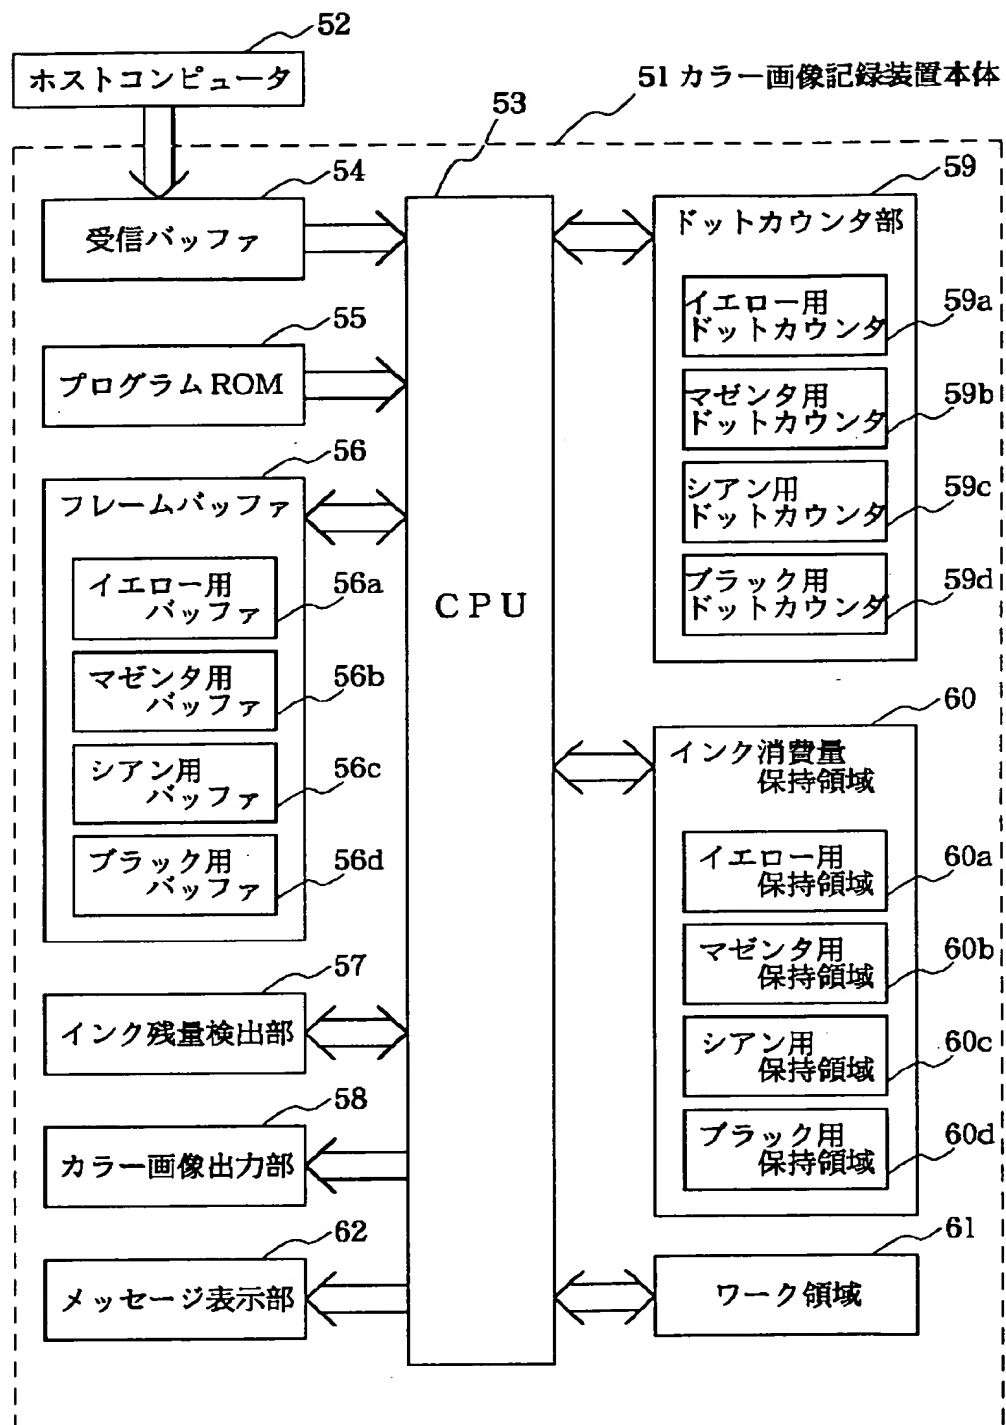 52
ホストコンピュータ
51 カラー画像記録装置本体
53
54
受信バッファ
55
プログラムROM
56
フレームバッファ
イエロー用
バッファ
56a
マゼンタ用
バッファ
56b
シアン用
バッファ
56c
ブラック用
バッファ
56d
57
インク残量検出部
58
カラー画像出力部
62
メッセージ表示部
CPU
59
ドットカウンタ部
イエロー用
ドットカウンタ
59a
マゼンタ用
ドットカウンタ
59b
シアン用
ドットカウンタ
59c
ブラック用
ドットカウンタ
59d
60
インク消費量
保持領域
イエロー用
保持領域
60a
マゼンタ用
保持領域
60b
シアン用
保持領域
60c
ブラック用
保持領域
60d
61
ワーク領域